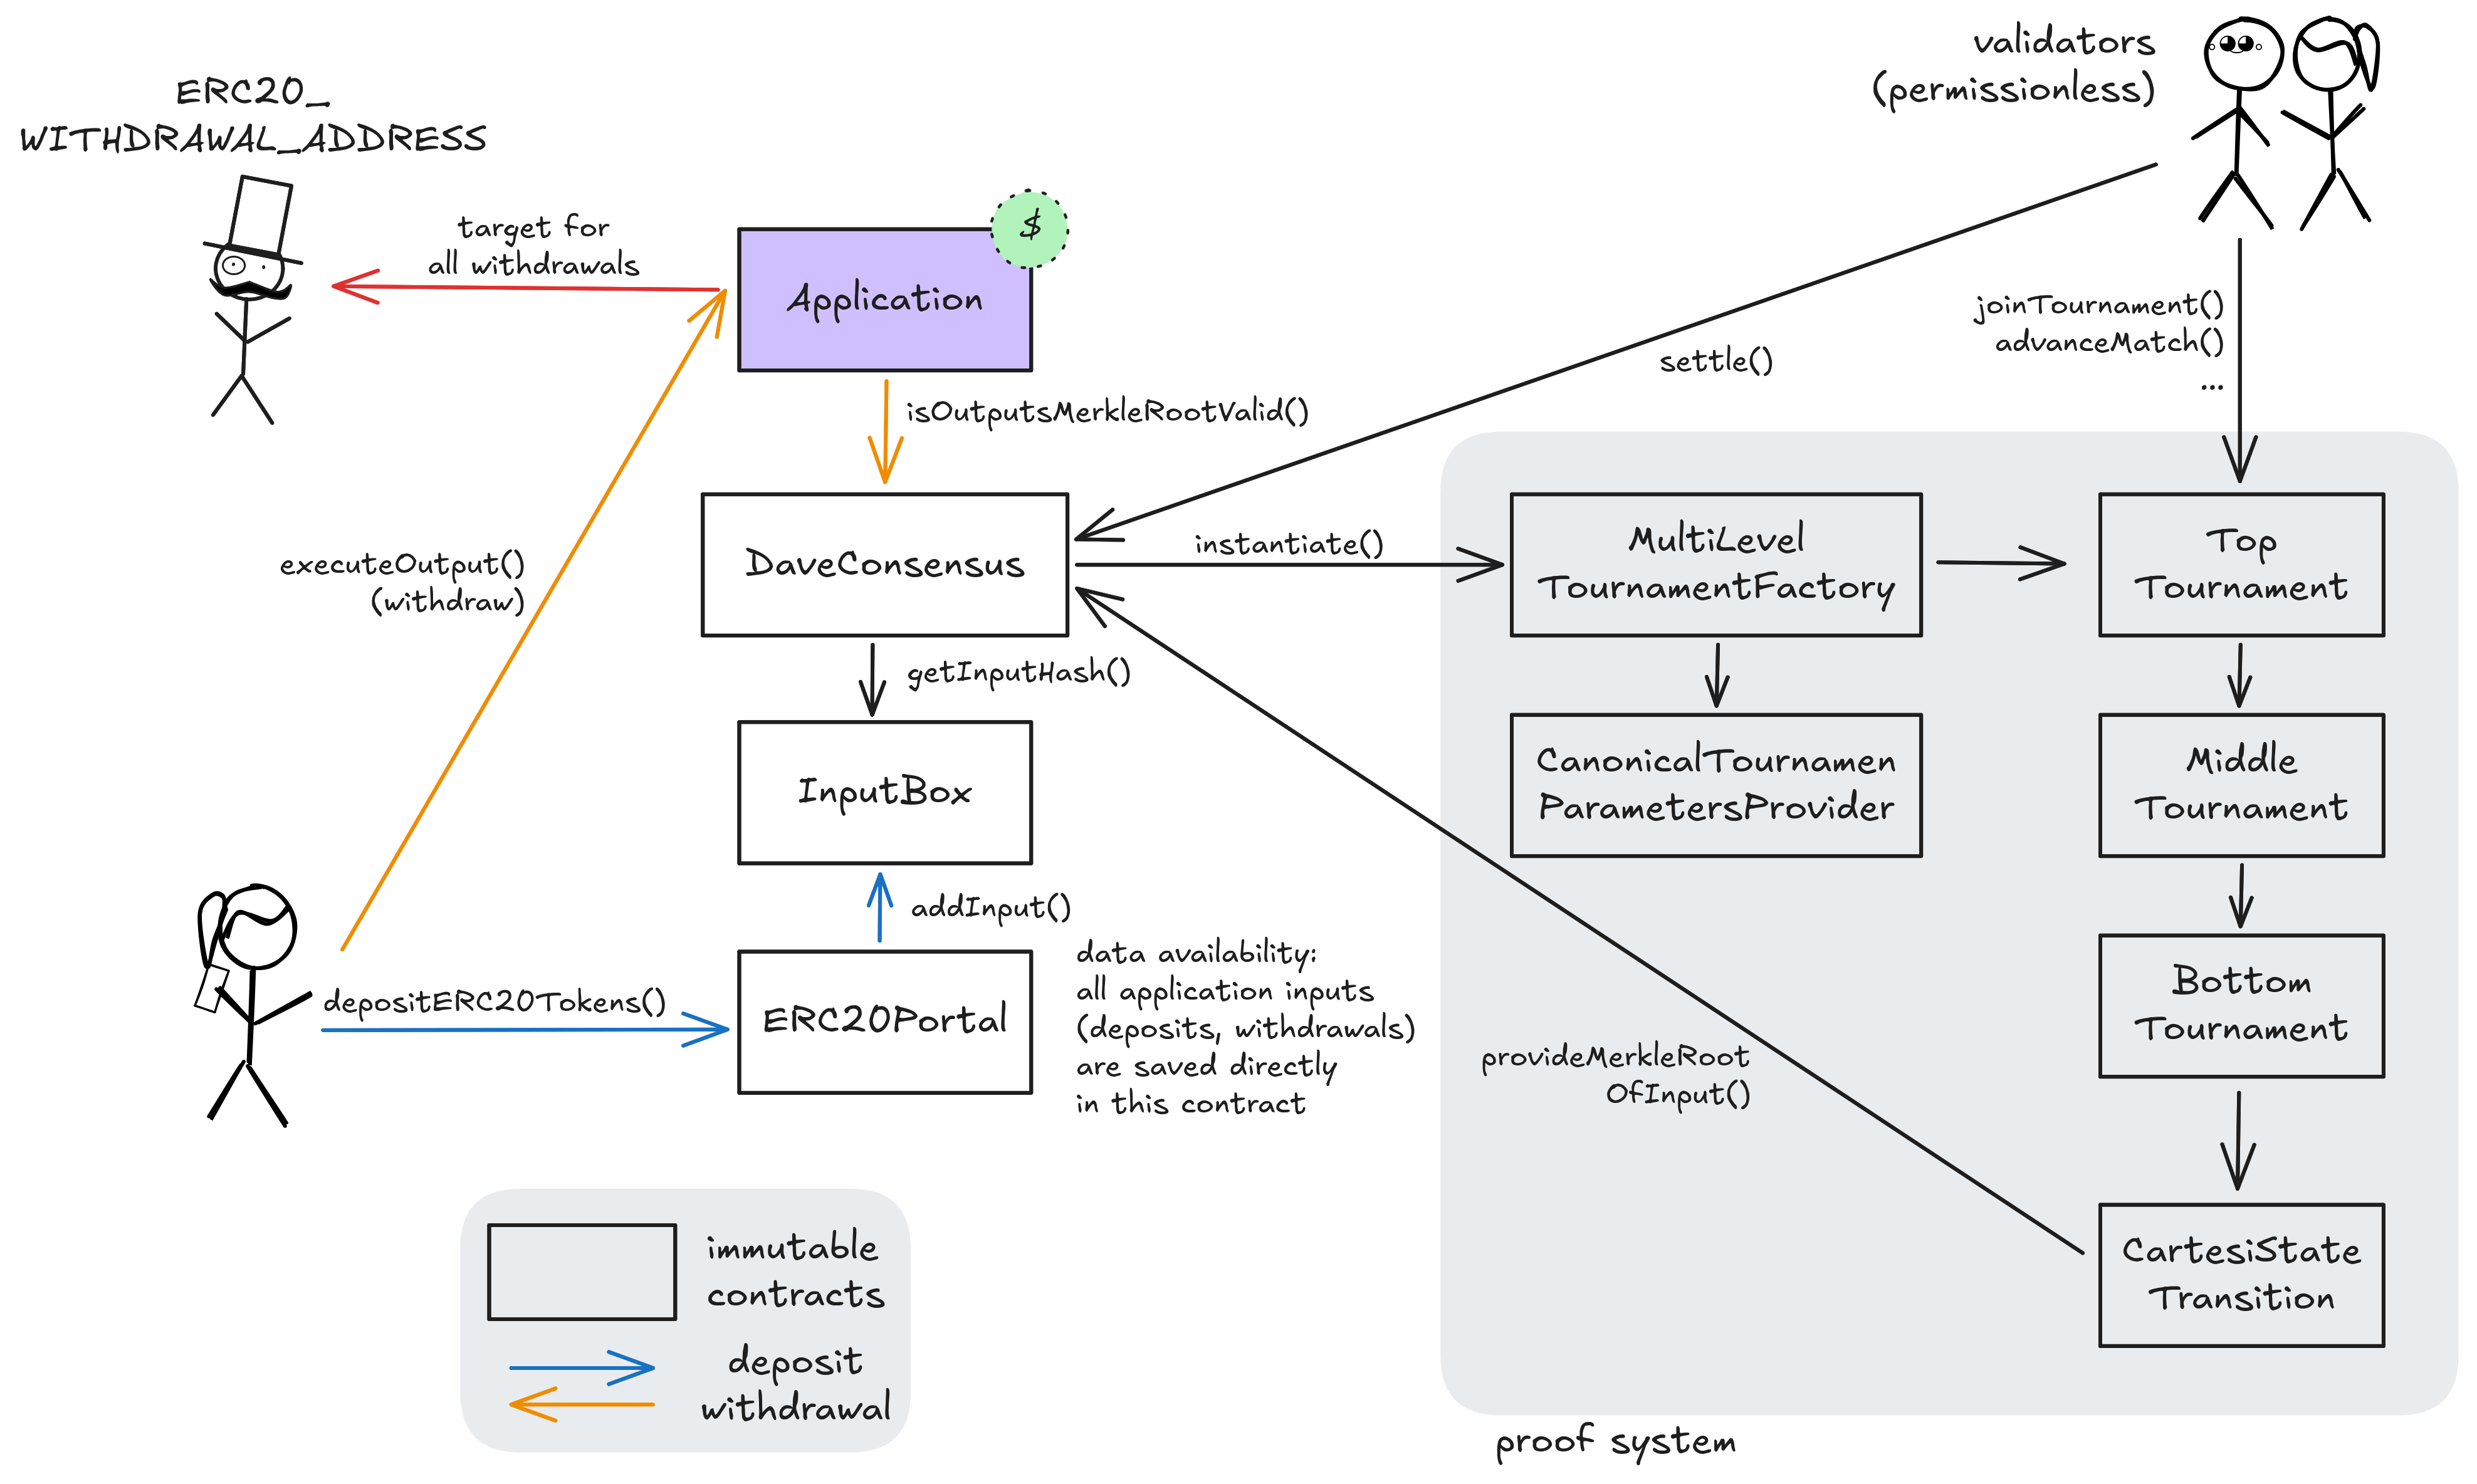 validators
(permissionless)
ERC20_
WITHDRAWAL_ADDRESS
target for
all withdrawals
$
Application
joinTournament()
advanceMatch()
...
settle()
isOutputsMerkleRootValid()
executeOutput()
(withdraw)
DaveConsensus
instantiate()
MultiLevel
TournamentFactory
Top
Tournament
getInputHash()
InputBox
CanonicalTournamen
ParametersProvider
Middle
Tournament
addInput()
depositERC20Tokens()
ERC20Portal
data availability:
all application inputs
(deposits, withdrawals)
are saved directly
in this contract
provideMerkleRoot
OfInput()
Bottom
Tournament
CartesiState
Transition
immutable
contracts
deposit
withdrawal
proof system